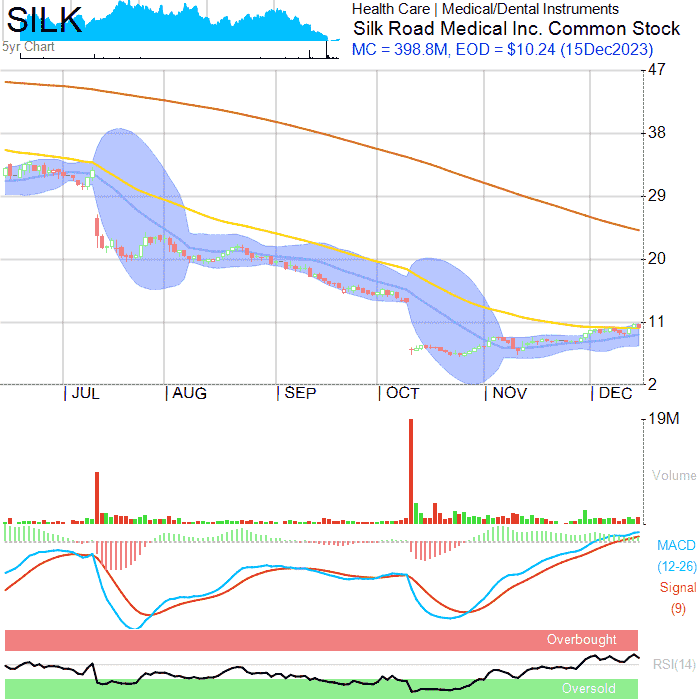 SILK
5yr Chart
Health Care | Medical/Dental Instruments
Silk Road Medical Inc. Common Stock
MC = 398.8M, EOD = $10.24 (15Dec2023)
47
38
29
20
11
2
JUL AUG SEP OCT NOV DEC
19M
Volume
MACD
(12-26)
Signal
(9)
Overbought
RSI(14)
Oversold